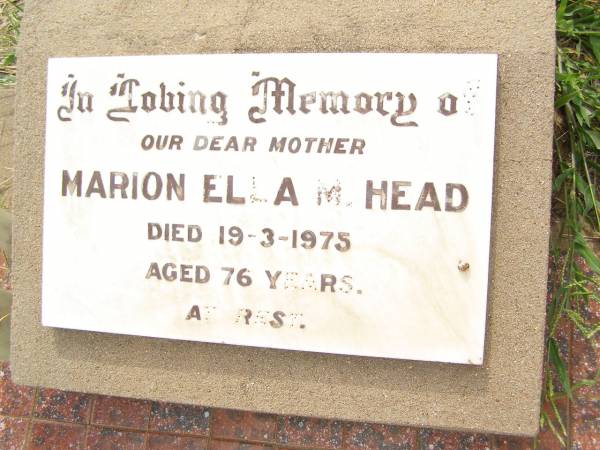 In Loving Memory of
OUR DEAR MOTHER
MARION ELLA M. HEAD
DIED 19-3-1975
AGED 76 YEARS.
AT REST.